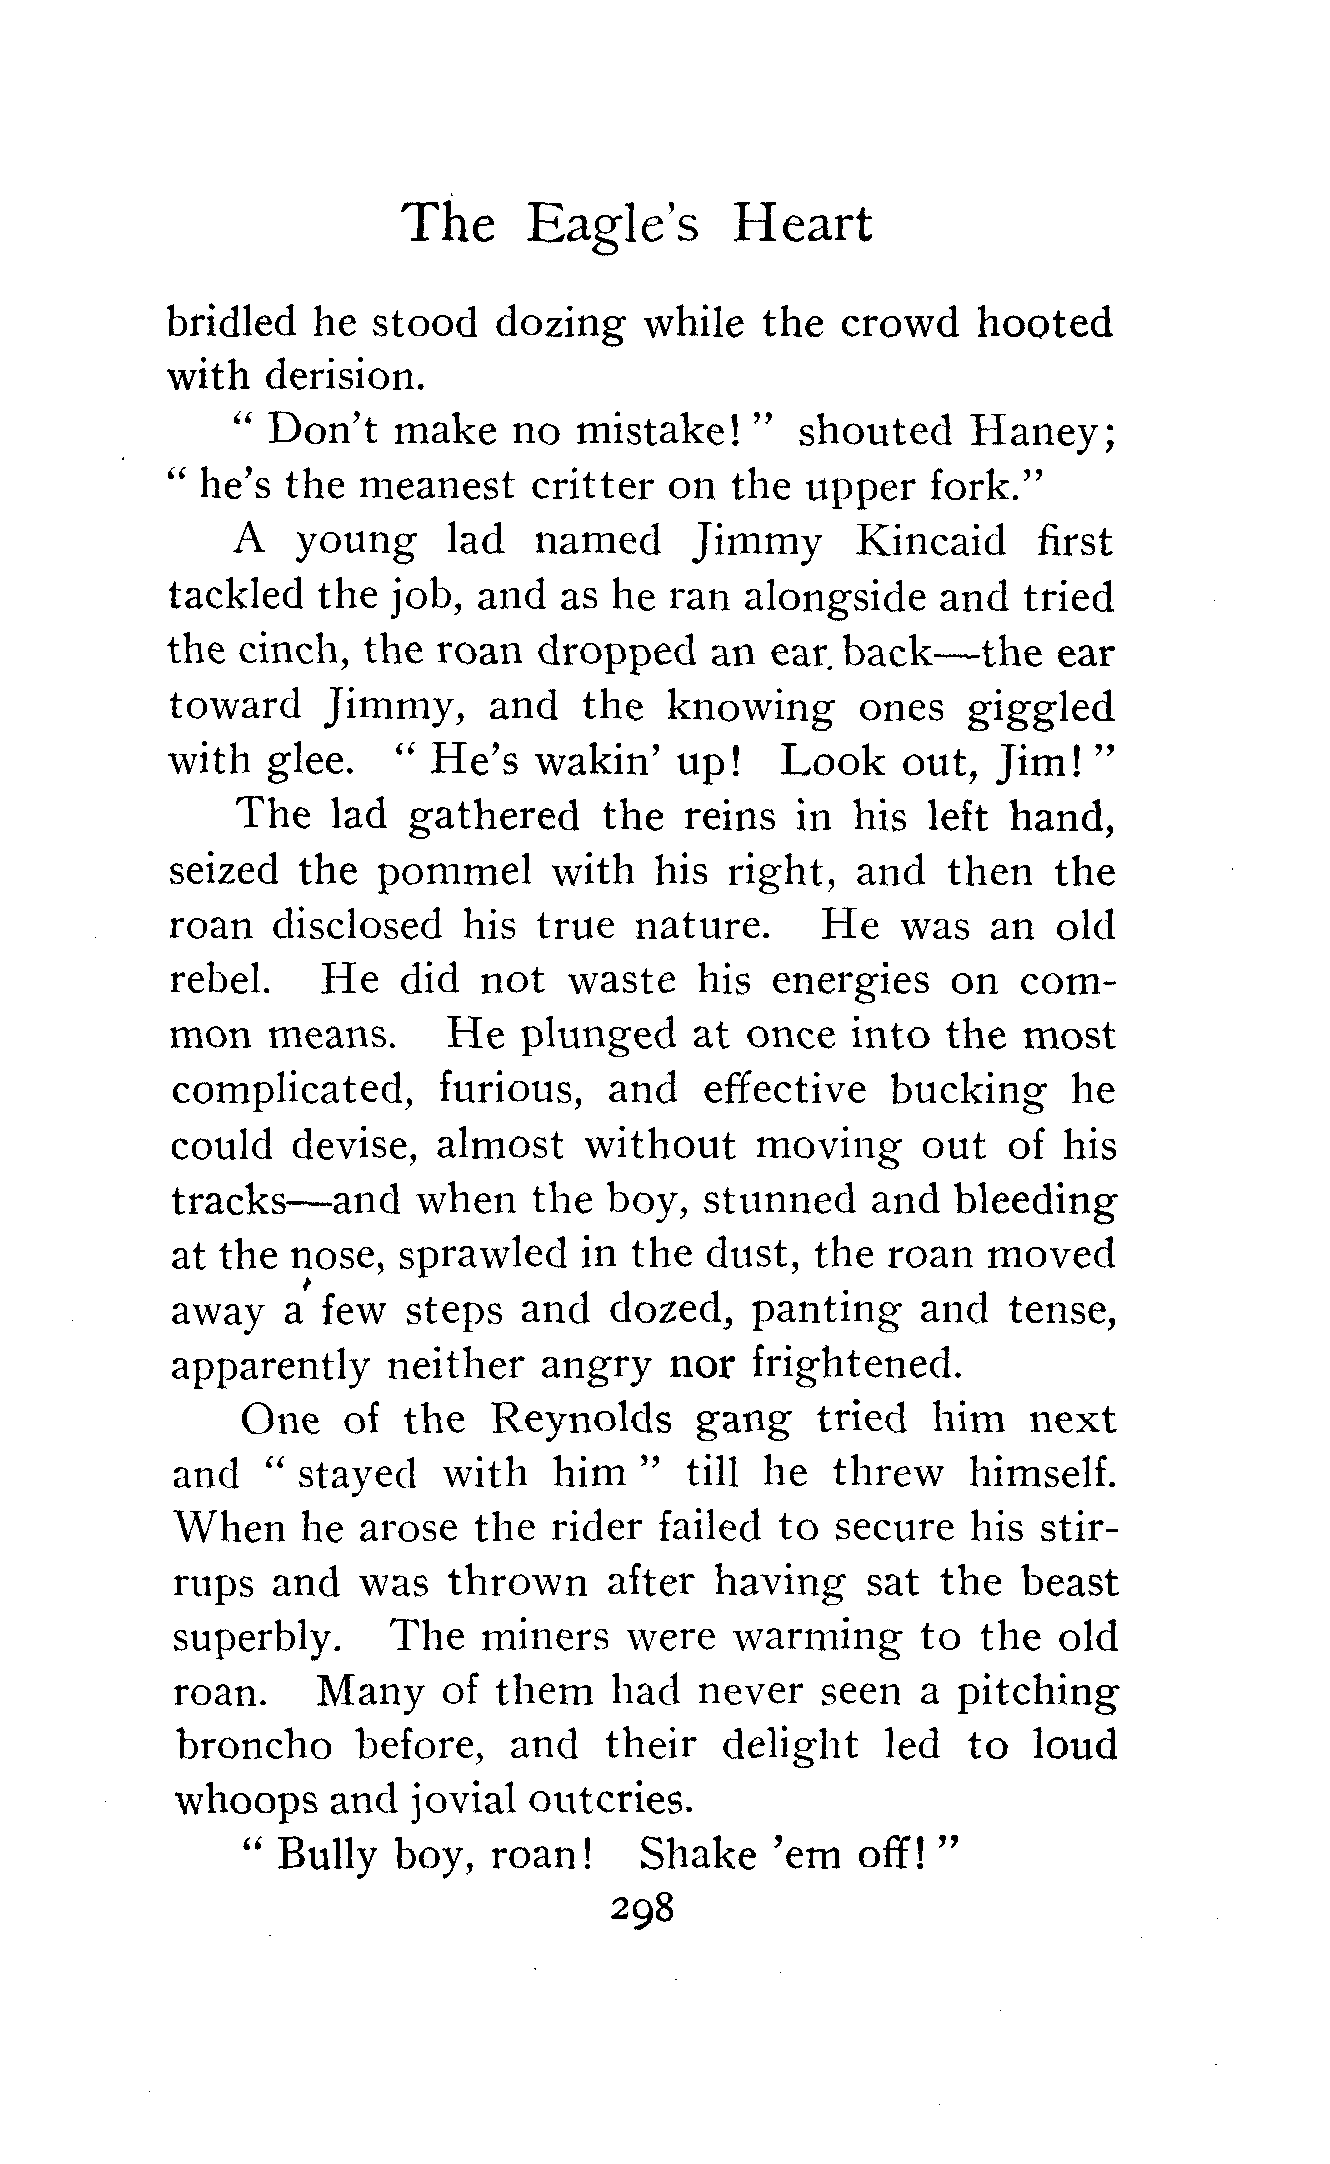 The Eagle's Heart
bridled he stood dozing while the crowd hooted
with derision.
" Don't make no mistake! " shouted Haney;
" he's the meanest critter on the upper fork."
A young lad named Jimmy Kincaid first
tackled the job, and as he ran alongside and tried
the cinch, the roan dropped an ear. back—the ear
toward Jimmy, and the knowing ones giggled
with glee. " He's wakin' up! Look out, Jim! "
The lad gathered the reins in his left hand,
seized the pommel with his right, and then the
roan disclosed his true nature. He was an old
rebel. He did not waste his energies on com-
mon means. He plunged at once into the most
complicated, furious, and effective bucking he
could devise, almost without moving out of his
tracks—and when the boy, stunned and bleeding
at the nose, sprawled in the dust, the roan moved
away a few steps and dozed, panting and tense,
apparently neither angry nor frightened.
One of the Reynolds gang tried him next
and " stayed with him " till he threw himself.
When he arose the rider failed to secure his stir-
rups and was thrown after having sat the beast
superbly. The miners were warming to the old
roan. Many of them had never seen a pitching
broncho before, and their delight led to loud
whoops and jovial outcries.
" Bully boy, roan! Shake 'em off! "
298